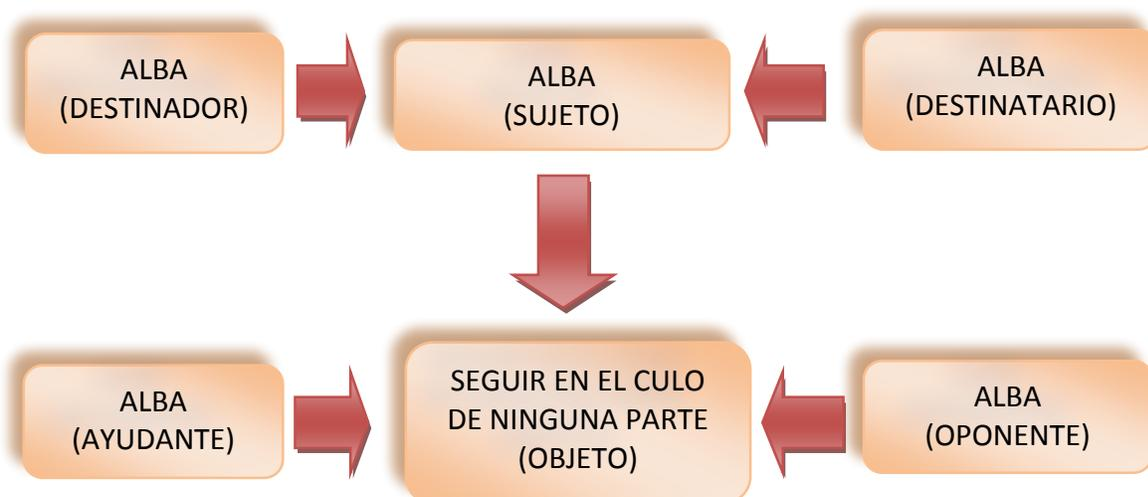 ALBA
(DESTINADOR)
ALBA
(SUJETO)
ALBA
(DESTINATARIO)
ALBA
(AYUDANTE)
SEGUIR EN EL CULO
DE NINGUNA PARTE
(OBJETO)
ALBA
(OPONENTE)